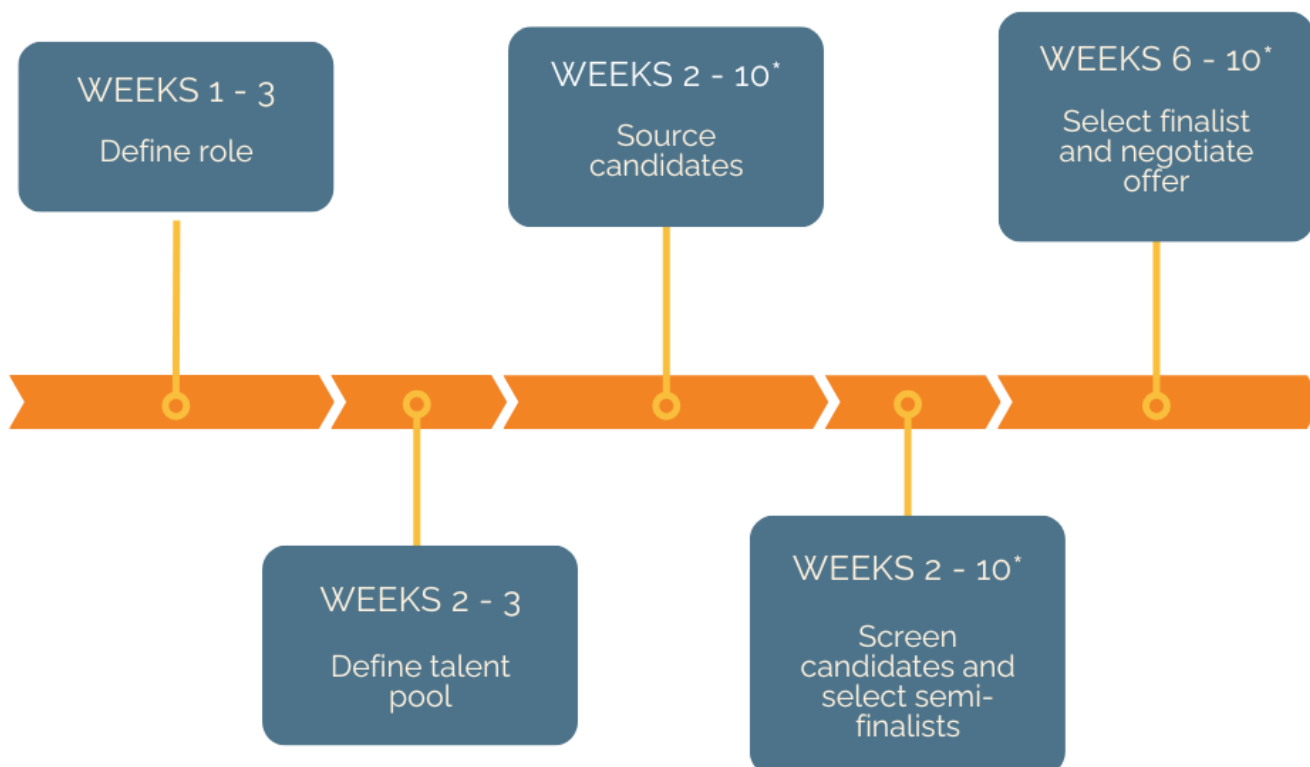 WEEKS 1 - 3
Define role
WEEKS 2 - 3
Define talent
pool
WEEKS 2 - 10*
Source
candidates
WEEKS 2 - 10*
Screen
candidates and
select semi-
finalists
WEEKS 6 - 10*
Select finalist
and negotiate
offer